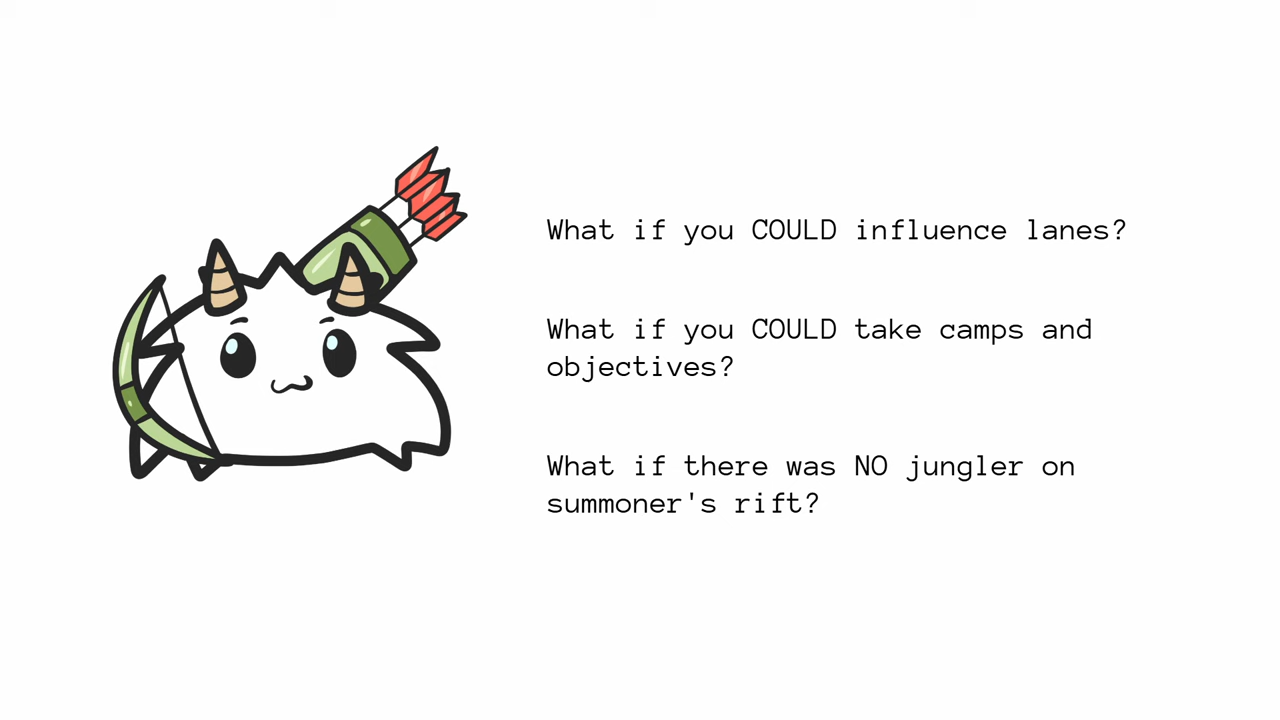 What if you COULD influence lanes?
What if you COULD take camps and
objectives?
What if there was NO jungler on
summoner's rift?